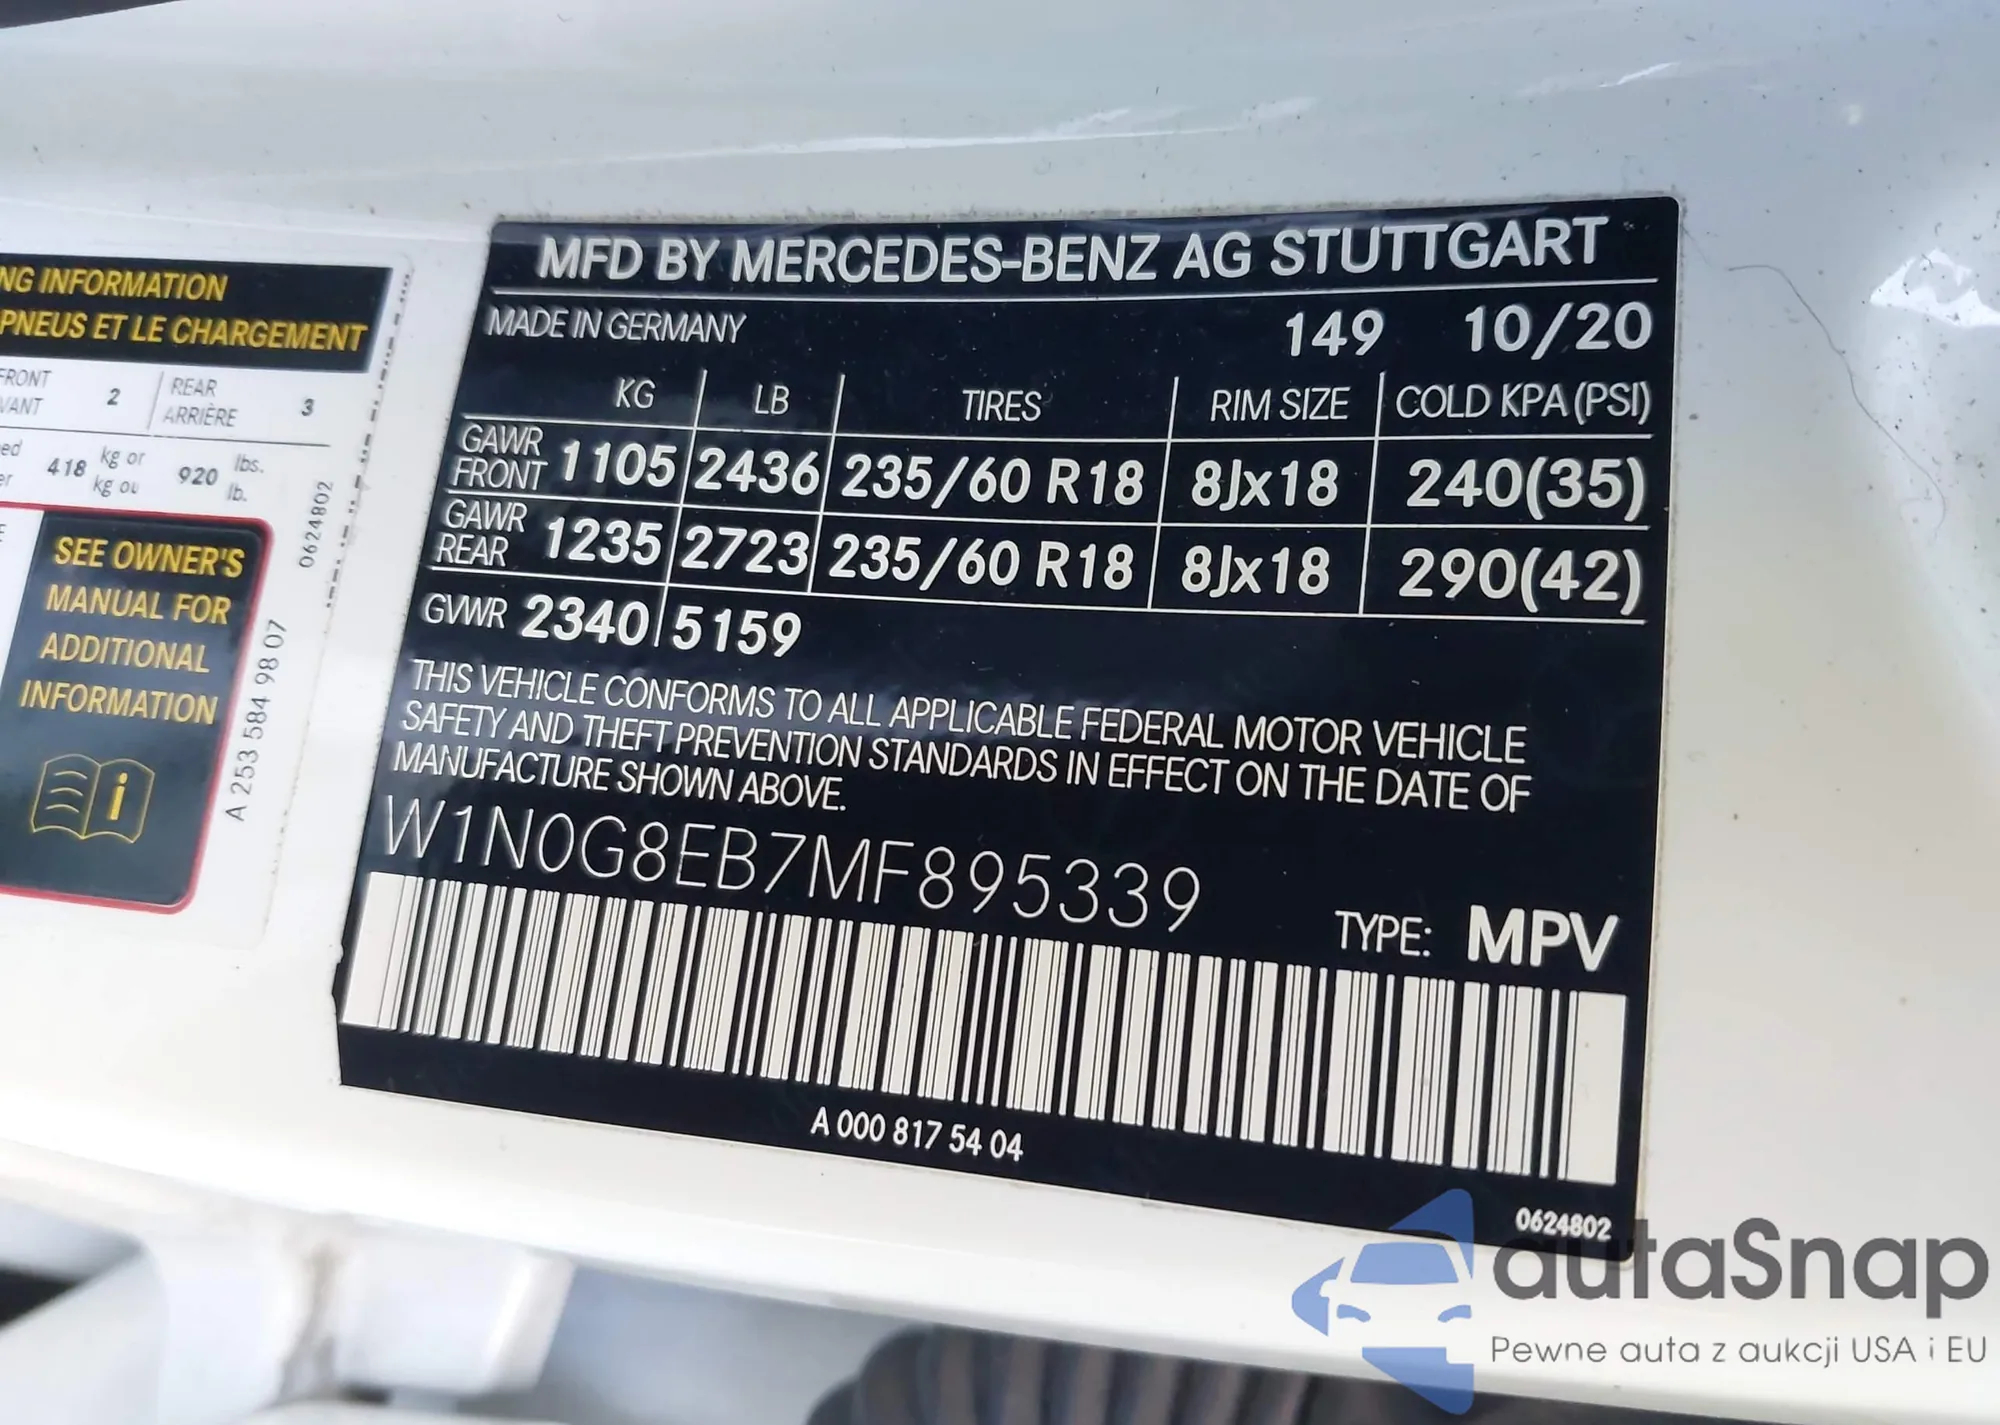 NG INFORMATION
PNEUS ET LE CHARGEMENT
FRONT 2 REAR 3
VANT ARRIÈRE
418 kg or 920 lbs.
kg ou lb.
SEE OWNER'S
MANUAL FOR
ADDITIONAL
INFORMATION
i
0624802
A 253 584 98 07
MFD BY MERCEDES-BENZ AG STUTTGART
MADE IN GERMANY 149 10/20
KG LB TIRES RIM SIZE COLD KPA (PSI)
GAWR FRONT 1105 2436 235/60 R18 8Jx18 240(35)
GAWR REAR 1235 2723 235/60 R18 8Jx18 290(42)
GVWR 2340 5159
THIS VEHICLE CONFORMS TO ALL APPLICABLE FEDERAL MOTOR VEHICLE
SAFETY AND THEFT PREVENTION STANDARDS IN EFFECT ON THE DATE OF
MANUFACTURE SHOWN ABOVE.
W1N0G8EB7MF895339
TYPE: MPV
A 000 817 54 04
0624802
autaSnap
Pewne auta z aukcji USA i EU